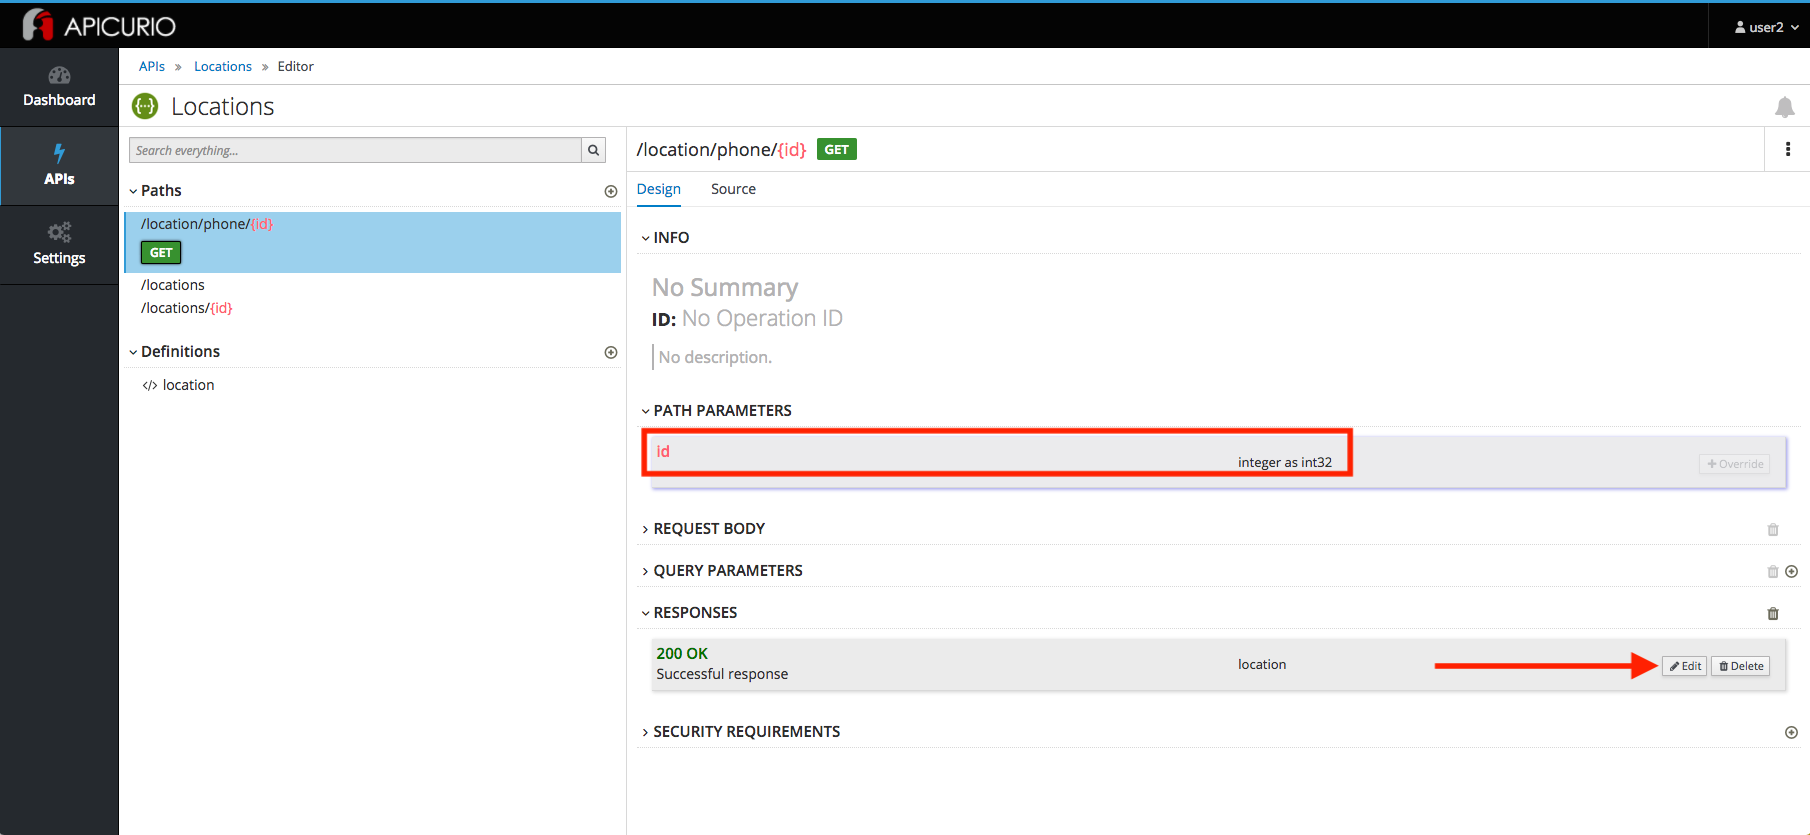 APICURIO
user2
Dashboard
APIs
Settings
APIs » Locations » Editor
Locations
Search everything...
Paths
/location/phone/{id}
GET
/locations
/locations/{id}
Definitions
location
/location/phone/{id} GET
Design Source
INFO
No Summary
ID: No Operation ID
No description.
PATH PARAMETERS
id
integer as int32
Override
REQUEST BODY
QUERY PARAMETERS
RESPONSES
200 OK
Successful response
location
Edit Delete
SECURITY REQUIREMENTS